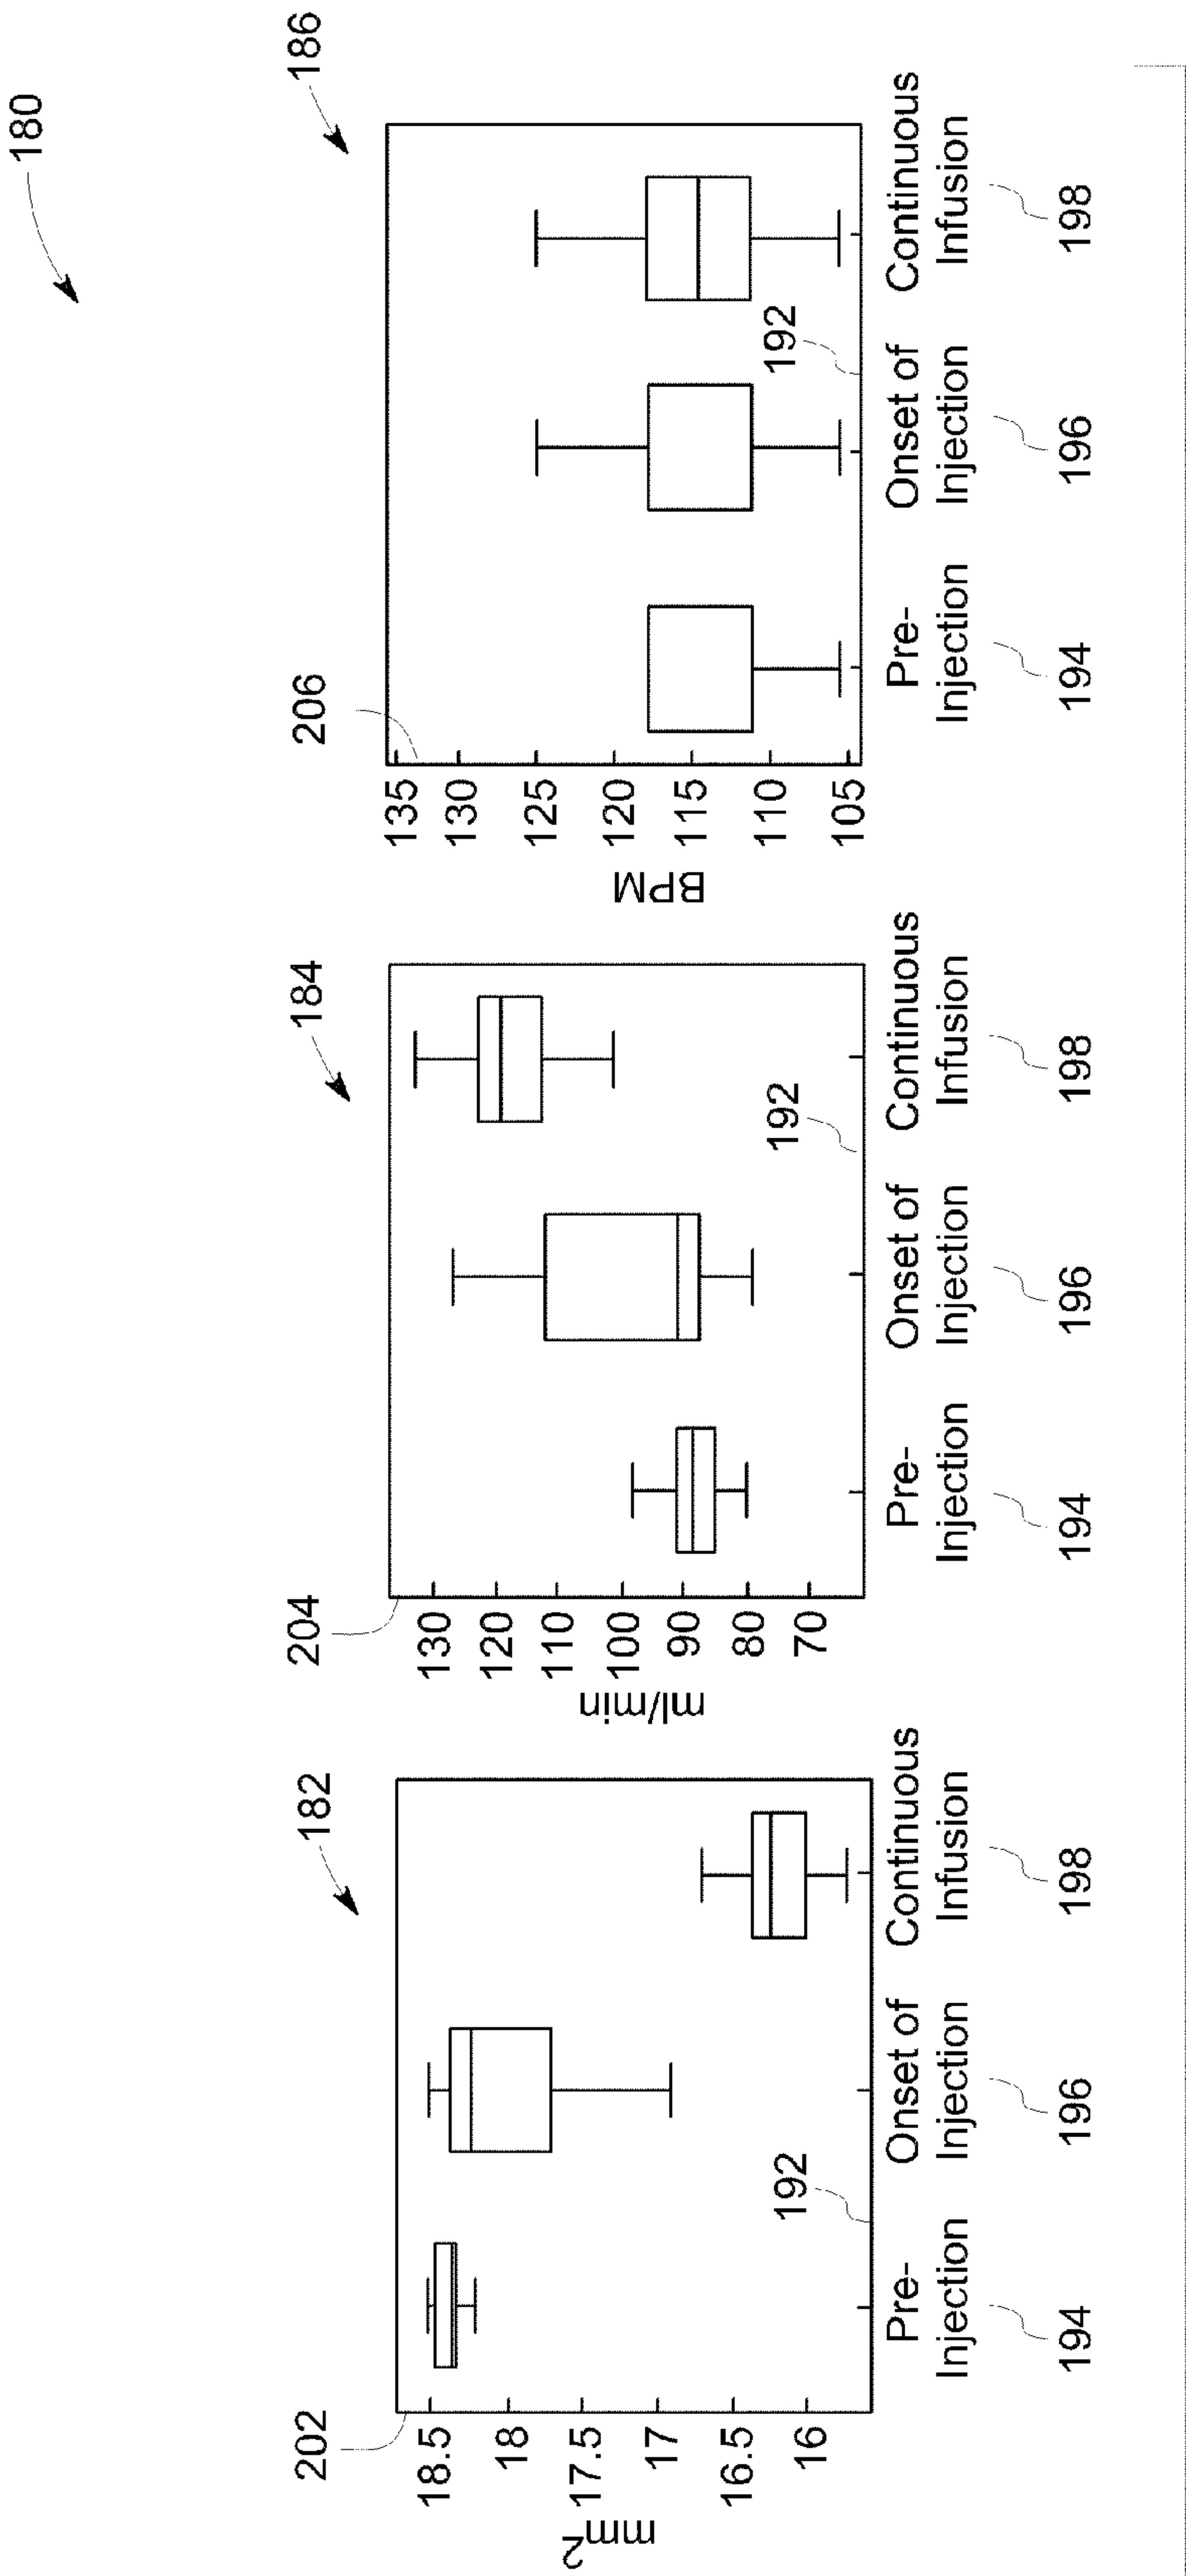 180
182
202
18.5
18
17.5
17
16.5
16
mm2
192
Pre-
Injection
194
Onset of
Injection
196
Continuous
Infusion
198
184
204
130
120
110
100
90
80
70
ml/min
192
Pre-
Injection
194
Onset of
Injection
196
Continuous
Infusion
198
186
206
135
130
125
120
115
110
105
BPM
192
Pre-
Injection
194
Onset of
Injection
196
Continuous
Infusion
198